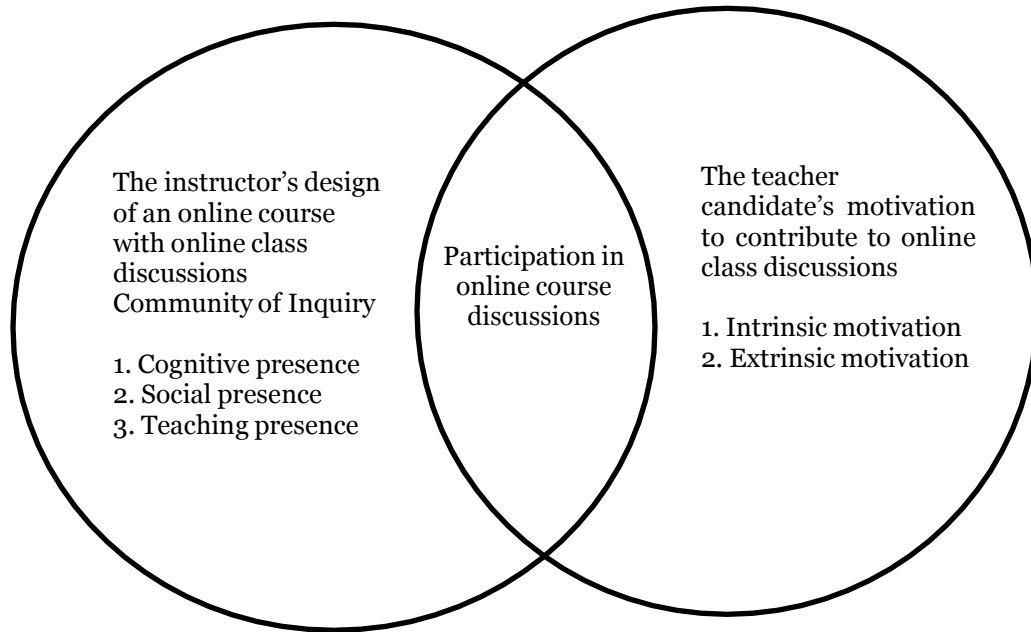 The instructor’s design
of an online course
with online class
discussions
Community of Inquiry
1. Cognitive presence
2. Social presence
3. Teaching presence
Participation in
online course
discussions
The teacher
candidate’s motivation
to contribute to online
class discussions
1. Intrinsic motivation
2. Extrinsic motivation